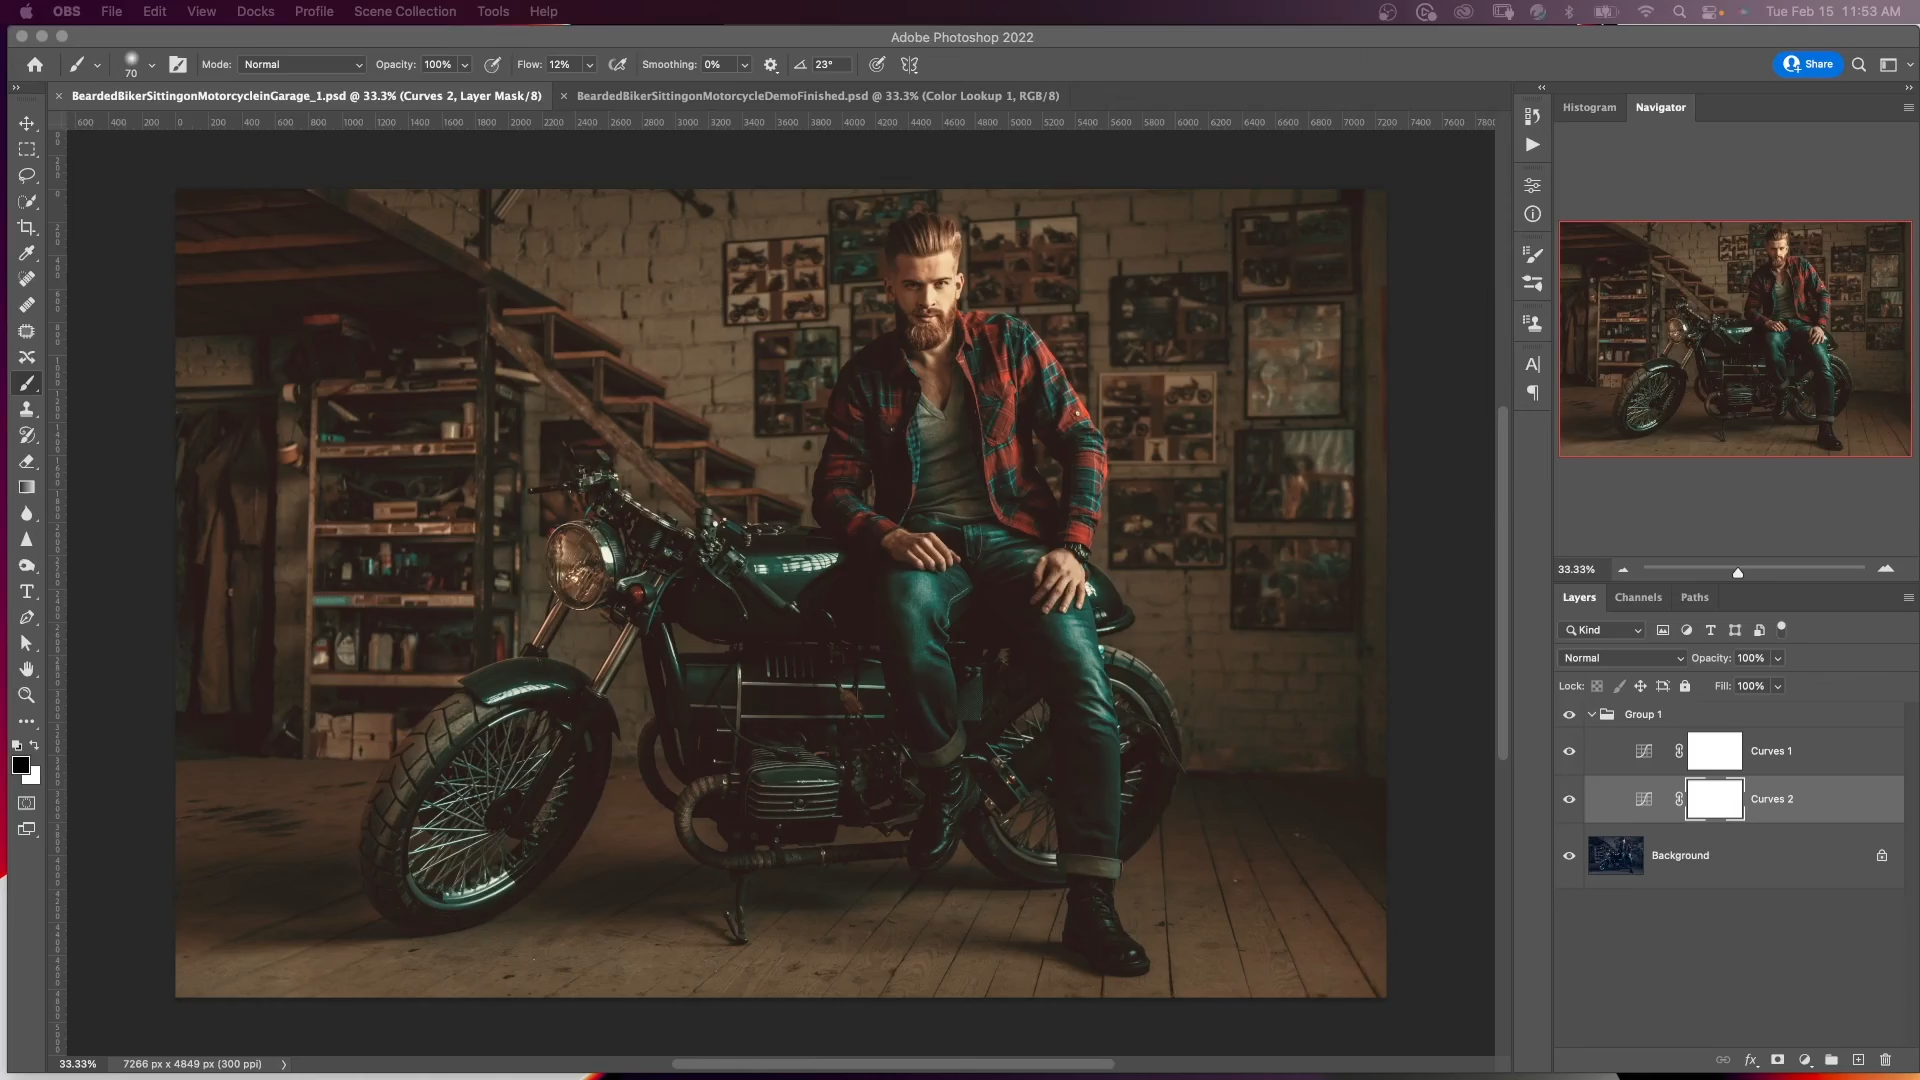 OBS File Edit View Docks Profile Scene Collection Tools Help Tue Feb 15 11:53 AM
Adobe Photoshop 2022
70 Mode: Normal Opacity: 100% Flow: 12% Smoothing: 0% 23° Share
× BeardedBikerSittingonMotorcycleinGarage_1.psd @ 33.3% (Curves 2, Layer Mask/8) × BeardedBikerSittingonMotorcycleDemoFinished.psd @ 33.3% (Color Lookup 1, RGB/8)
Histogram Navigator
600 400 200 0 200 400 600 800 1000 1200 1400 1600 1800 2000 2200 2400 2600 2800 3000 3200 3400 3600 3800 4000 4200 4400 4600 4800 5000 5200 5400 5600 5800 6000 6200 6400 6600 6800 7000 7200 7400 7600 7800
33.33%
Layers Channels Paths
Kind
Normal Opacity: 100%
Lock: Fill: 100%
Group 1
Curves 1
Curves 2
Background
fx
33.33% 7266 px x 4849 px (300 ppi)